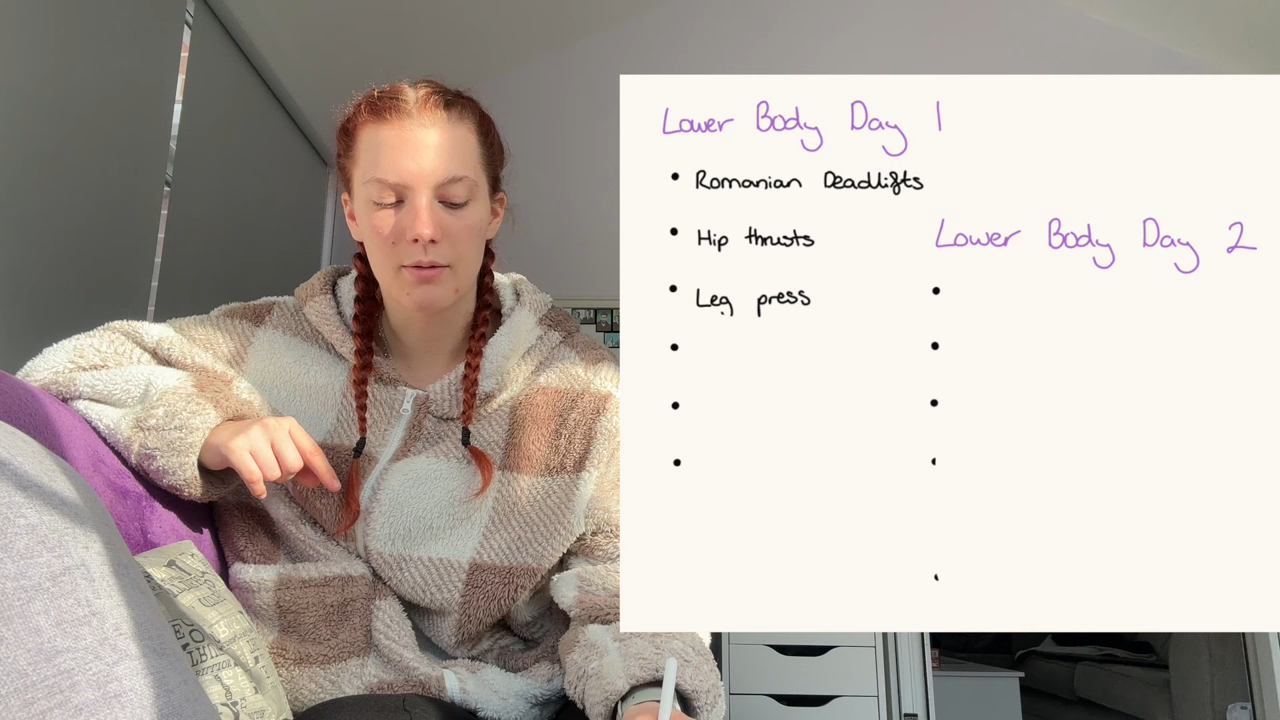 Lower Body Day 1
• Romanian Deadlifts
• Hip thrusts
• Leg press
•
•
•
Lower Body Day 2
•
•
•
•
•